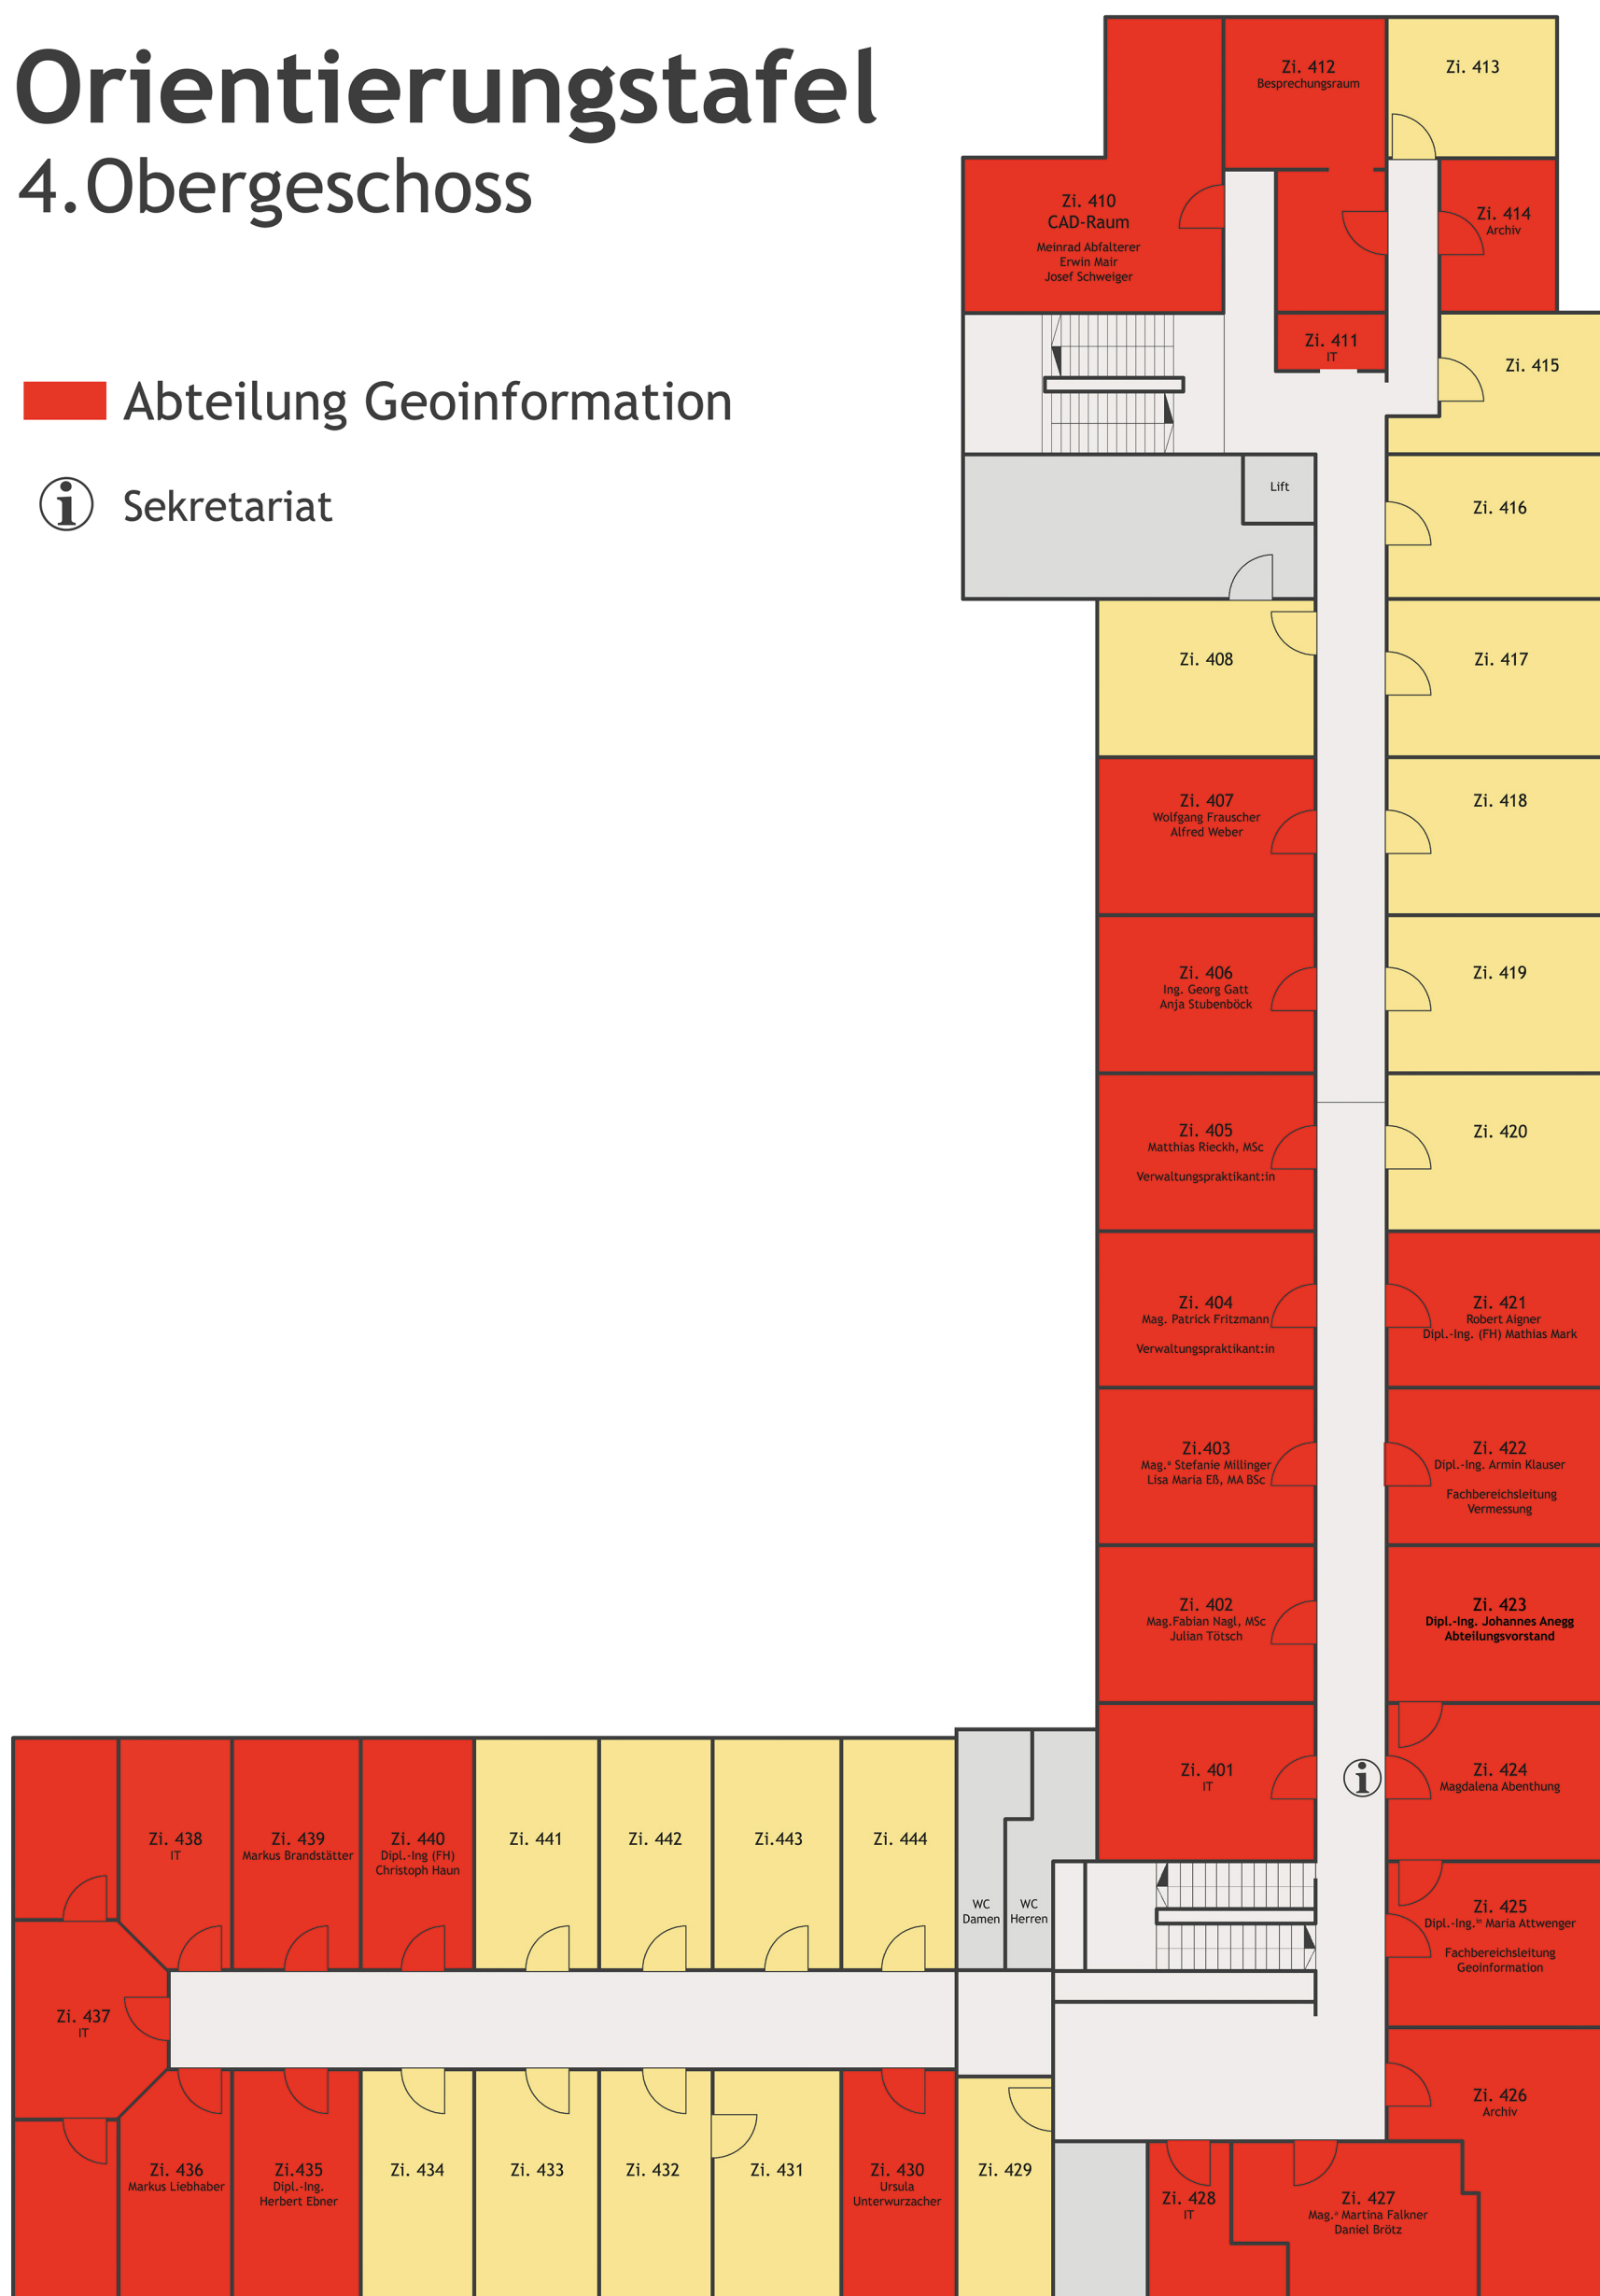 Orientierungstafel
4.Obergeschoss
Abteilung Geoinformation
i Sekretariat
Zi. 412
Besprechungsraum
Zi. 413
Zi. 410
CAD-Raum
Meinrad Abfalterer
Erwin Mair
Josef Schweiger
Zi. 414
Archiv
Zi. 411
IT
Zi. 415
Lift
Zi. 416
Zi. 408
Zi. 417
Zi. 407
Wolfgang Frauscher
Alfred Weber
Zi. 418
Zi. 406
Ing. Georg Gatt
Anja Stubenböck
Zi. 419
Zi. 405
Matthias Rieckh, MSc
Verwaltungspraktikant:in
Zi. 420
Zi. 404
Mag. Patrick Fritzmann
Verwaltungspraktikant:in
Zi. 421
Robert Aigner
Dipl.-Ing. (FH) Mathias Mark
Zi.403
Mag.ª Stefanie Millinger
Lisa Maria Eß, MA BSc
Zi. 422
Dipl.-Ing. Armin Klauser
Fachbereichsleitung
Vermessung
Zi. 402
Mag.Fabian Nagl, MSc
Julian Tötsch
Zi. 423
Dipl.-Ing. Johannes Anegg
Abteilungsvorstand
Zi. 401
IT
i
Zi. 424
Magdalena Abenthung
Zi. 438
IT
Zi. 439
Markus Brandstätter
Zi. 440
Dipl.-Ing (FH)
Christoph Haun
Zi. 441
Zi. 442
Zi.443
Zi. 444
WC
Damen
WC
Herren
Zi. 425
Dipl.-Ing.ⁱⁿ Maria Attwenger
Fachbereichsleitung
Geoinformation
Zi. 437
IT
Zi. 426
Archiv
Zi. 436
Markus Liebhaber
Zi.435
Dipl.-Ing.
Herbert Ebner
Zi. 434
Zi. 433
Zi. 432
Zi. 431
Zi. 430
Ursula
Unterwurzacher
Zi. 429
Zi. 428
IT
Zi. 427
Mag.ª Martina Falkner
Daniel Brötz